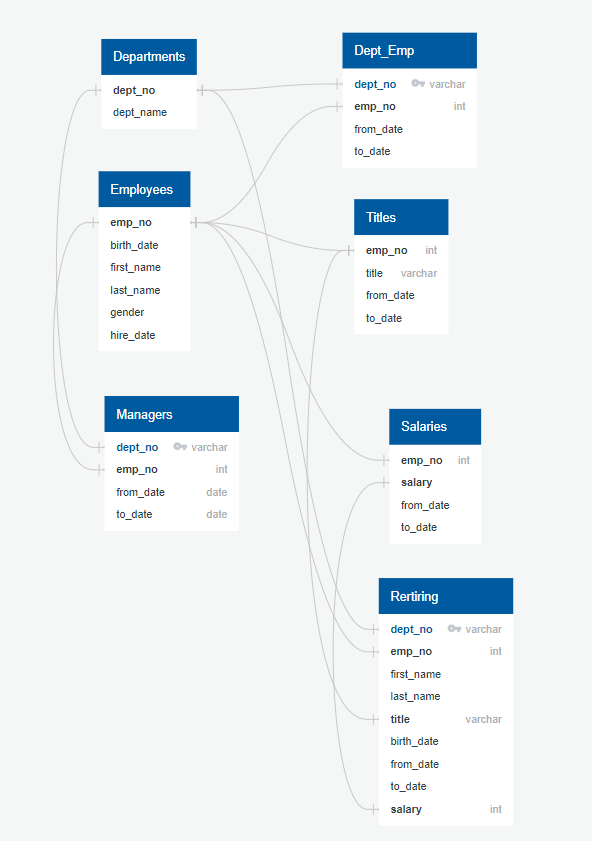 Departments
dept_no
dept_name
Dept_Emp
dept_no varchar
emp_no int
from_date
to_date
Employees
emp_no
birth_date
first_name
last_name
gender
hire_date
Titles
emp_no int
title varchar
from_date
to_date
Managers
dept_no varchar
emp_no int
from_date date
to_date date
Salaries
emp_no int
salary
from_date
to_date
Rertiring
dept_no varchar
emp_no int
first_name
last_name
title varchar
birth_date
from_date
to_date
salary int